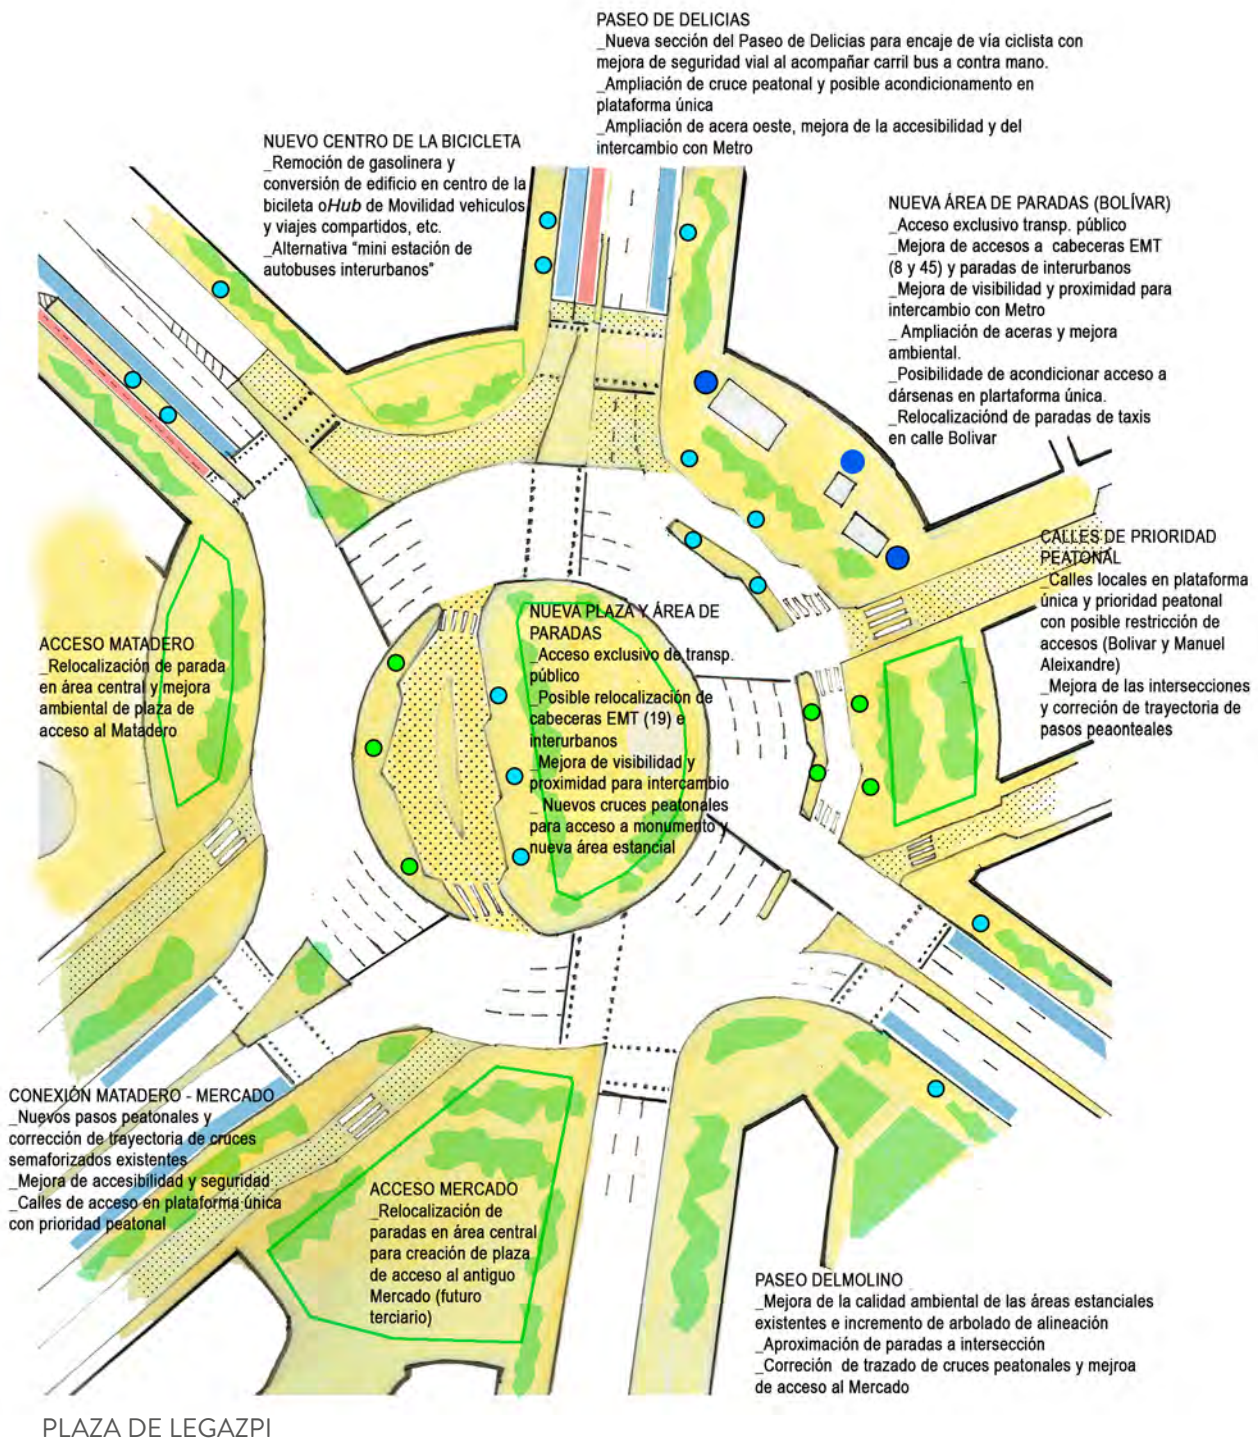 PASEO DE DELICIAS
_Nueva sección del Paseo de Delicias para encaje de vía ciclista con
mejora de seguridad vial al acompañar carril bus a contra mano.
_Ampliación de cruce peatonal y posible acondicionamento en
plataforma única
_Ampliación de acera oeste, mejora de la accesibilidad y del
intercambio con Metro
NUEVO CENTRO DE LA BICICLETA
_Remoción de gasolinera y
conversión de edificio en centro de la
bicileta oHub de Movilidad vehiculos
y viajes compartidos, etc.
_Alternativa “mini estación de
autobuses interurbanos”
NUEVA ÁREA DE PARADAS (BOLÍVAR)
_Acceso exclusivo transp. público
_Mejora de accesos a cabeceras EMT
(8 y 45) y paradas de interurbanos
_Mejora de visibilidad y proximidad para
intercambio con Metro
_ Ampliación de aceras y mejora
ambiental.
_Posibilidade de acondicionar acceso a
dársenas en plartaforma única.
_Relocalizaciónd de paradas de taxis
en calle Bolivar
CALLES DE PRIORIDAD
PEATONAL
_Calles locales en plataforma
única y prioridad peatonal
con posible restricción de
accesos (Bolivar y Manuel
Aleixandre)
_Mejora de las intersecciones
y correción de trayectoria de
pasos peaonteales
NUEVA PLAZA Y ÁREA DE
PARADAS
_Acceso exclusivo de transp.
público
_Posible relocalización de
cabeceras EMT (19) e
interurbanos
_Mejora de visibilidad y
proximidad para intercambio
_ Nuevos cruces peatonales
para acceso a monumento y
nueva área estancial
ACCESO MATADERO
_Relocalización de parada
en área central y mejora
ambiental de plaza de
acceso al Matadero
CONEXIÓN MATADERO - MERCADO
_Nuevos pasos peatonales y
corrección de trayectoria de cruces
semaforizados existentes
_Mejora de accesibilidad y seguridad
_Calles de acceso en plataforma única
con prioridad peatonal
ACCESO MERCADO
_Relocalización de
paradas en área central
para creación de plaza
de acceso al antiguo
Mercado (futuro
terciario)
PASEO DELMOLINO
_Mejora de la calidad ambiental de las áreas estanciales
existentes e incremento de arbolado de alineación
_Aproximación de paradas a intersección
_Correción de trazado de cruces peatonales y mejroa
de acceso al Mercado
PLAZA DE LEGAZPI